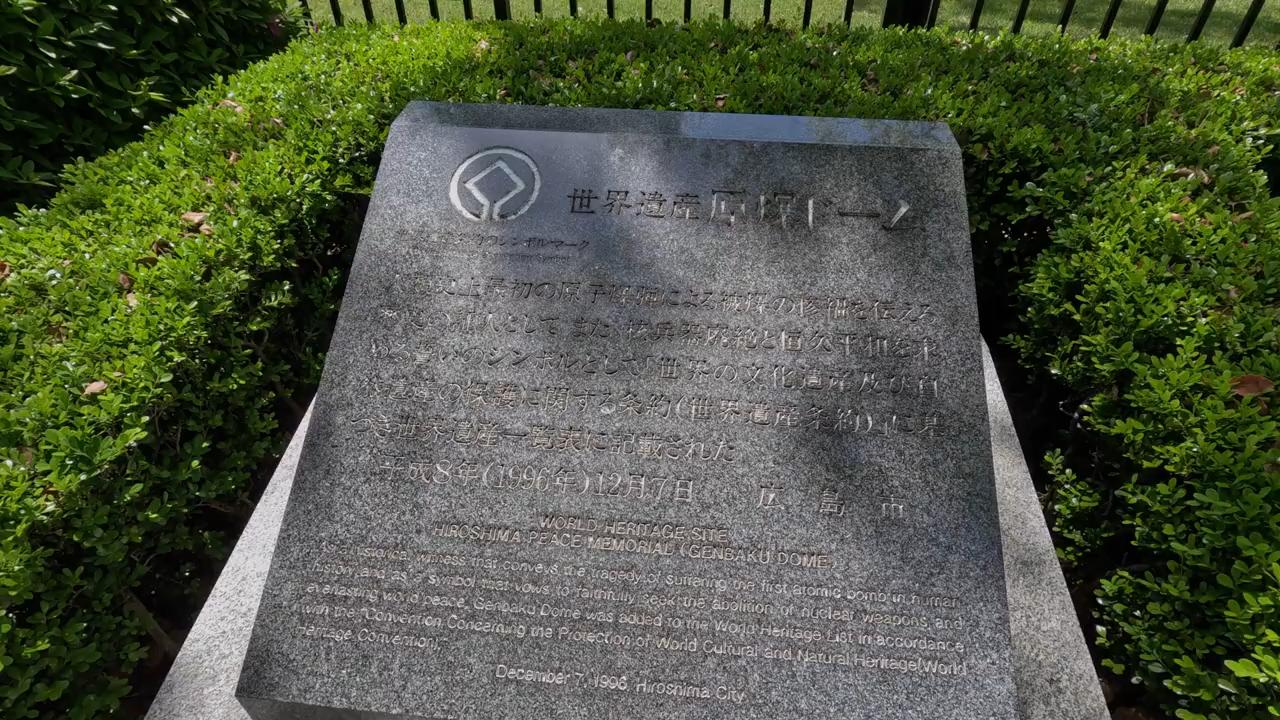 世界遺産 原爆ドーム
シンボルマーク
史上最初の原子爆弾による被爆の惨禍を伝える
の証人として また 核兵器廃絶と恒久平和を求
める誓いのシンボルとして「世界の文化遺産及び自
然遺産の保護に関する条約(世界遺産条約)」に基
づき世界遺産一覧表に記載された
平成8年(1996年)12月7日 広島市
WORLD HERITAGE SITE
HIROSHIMA PEACE MEMORIAL (GENBAKU DOME)
As a historical witness that conveys the tragedy of suffering the first atomic bomb in human
history and as a symbol that vows to faithfully seek the abolition of nuclear weapons and
everlasting world peace, Genbaku Dome was added to the World Heritage List in accordance
with the "Convention Concerning the Protection of World Cultural and Natural Heritage(World
Heritage Convention).
December 7, 1996 Hiroshima City